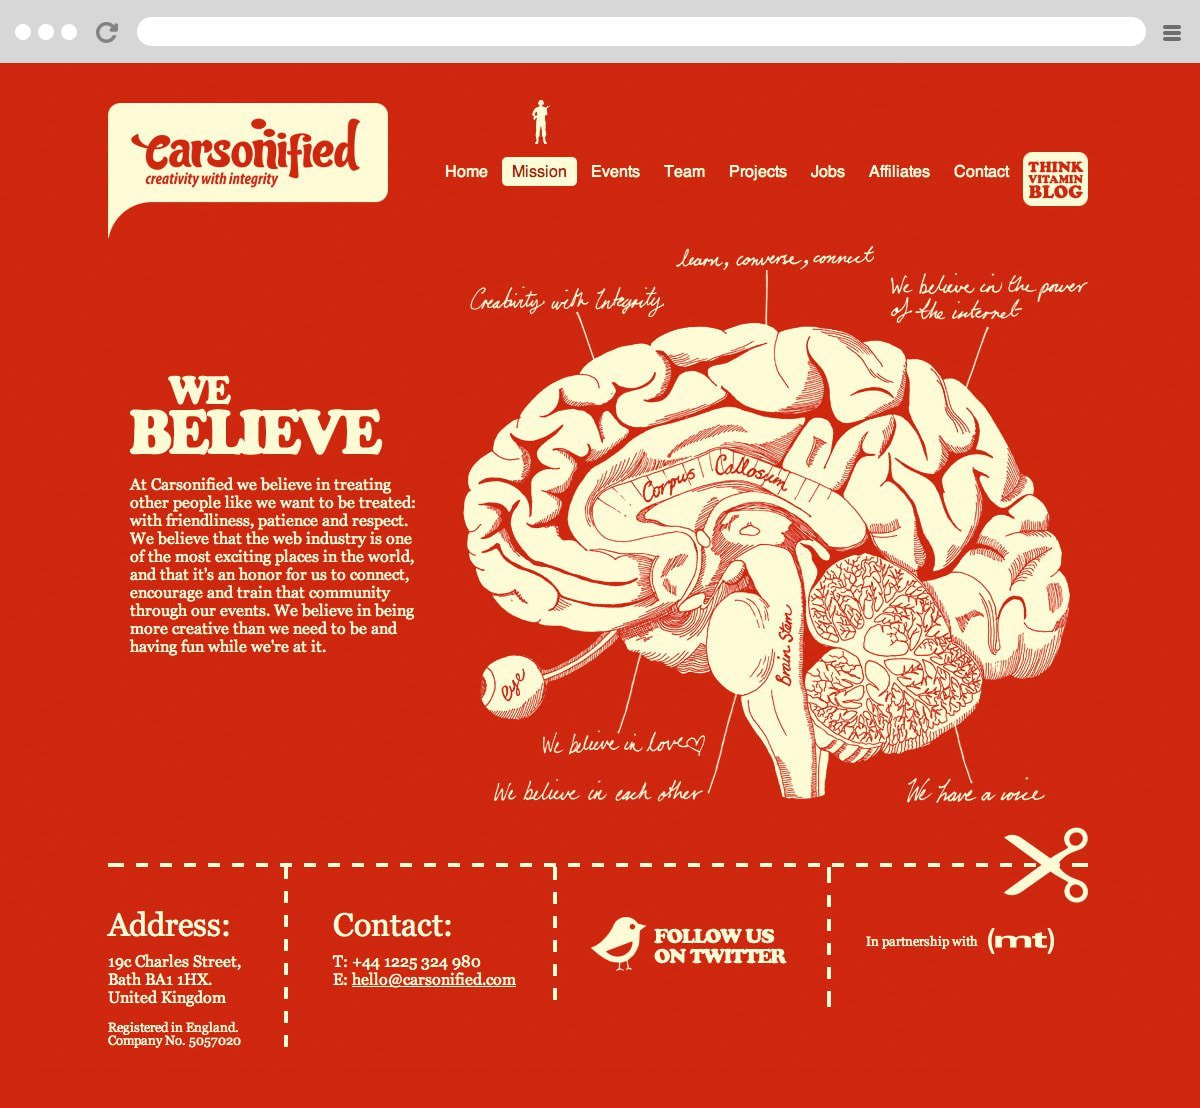 carsonified
creativity with integrity
Home Mission Events Team Projects Jobs Affiliates Contact
THINK
VITAMIN
BLOG
learn, converse, connect
Creativity with Integrity
We believe in the power
of the internet
WE
BELIEVE
At Carsonified we believe in treating
other people like we want to be treated:
with friendliness, patience and respect.
We believe that the web industry is one
of the most exciting places in the world,
and that it's an honor for us to connect,
encourage and train that community
through our events. We believe in being
more creative than we need to be and
having fun while we're at it.
Corpus Callosum
Brain Stem
eye
We believe in love
We believe in each other
We have a voice
Address:
19c Charles Street,
Bath BA1 1HX.
United Kingdom
Registered in England.
Company No. 5057020
Contact:
T: +44 1225 324 980
E: hello@carsonified.com
FOLLOW US
ON TWITTER
In partnership with (mt)